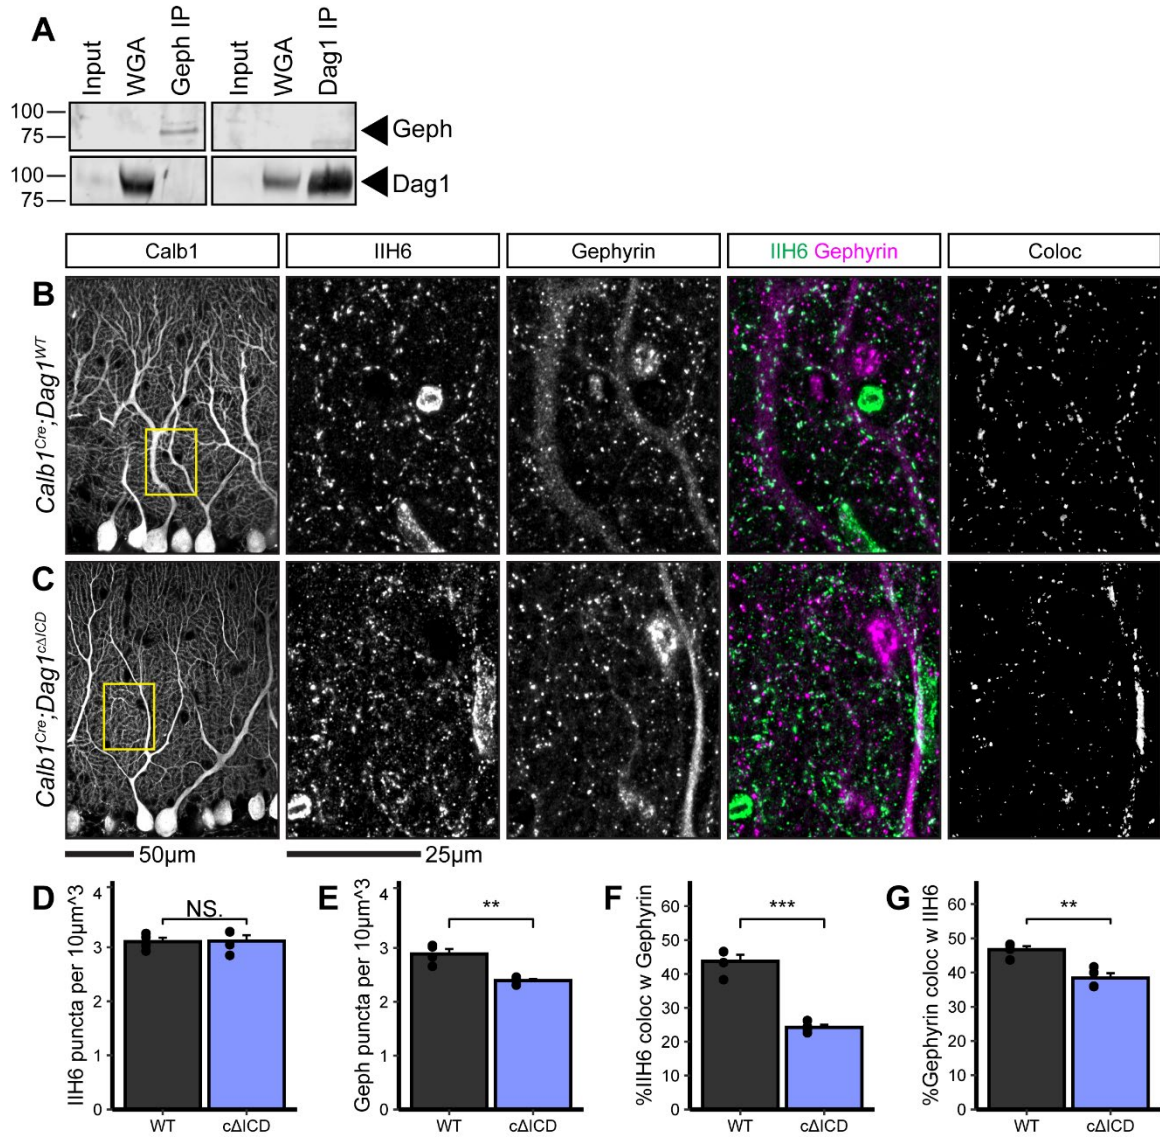 A
Input
WGA
Geph IP
Input
WGA
Dag1 IP
100
75
Geph
100
75
Dag1
Calb1
IIH6
Gephyrin
IIH6 Gephyrin
Coloc
B
Calb1Cre;Dag1WT
C
Calb1Cre;Dag1cΔICD
50µm
25µm
D
IIH6 puncta per 10µm^3
4
3
2
1
0
NS.
WT
cΔICD
E
Geph puncta per 10µm^3
4
3
2
1
0
**
WT
cΔICD
F
%IIH6 coloc w Gephyrin
60
50
40
30
20
10
0
***
WT
cΔICD
G
%Gephyrin coloc w IIH6
60
50
40
30
20
10
0
**
WT
cΔICD